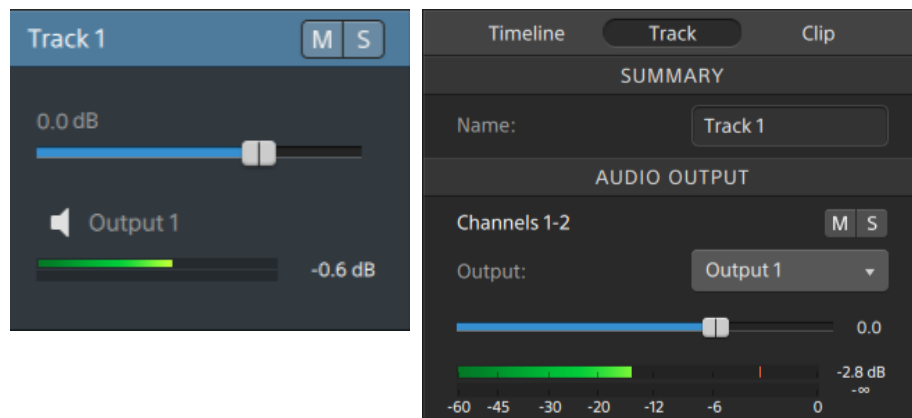 Track 1 M S
0.0 dB
Output 1
-0.6 dB
Timeline Track Clip
SUMMARY
Name: Track 1
AUDIO OUTPUT
Channels 1-2 M S
Output: Output 1
0.0
-2.8 dB
-∞
-60 -45 -30 -20 -12 -6 0